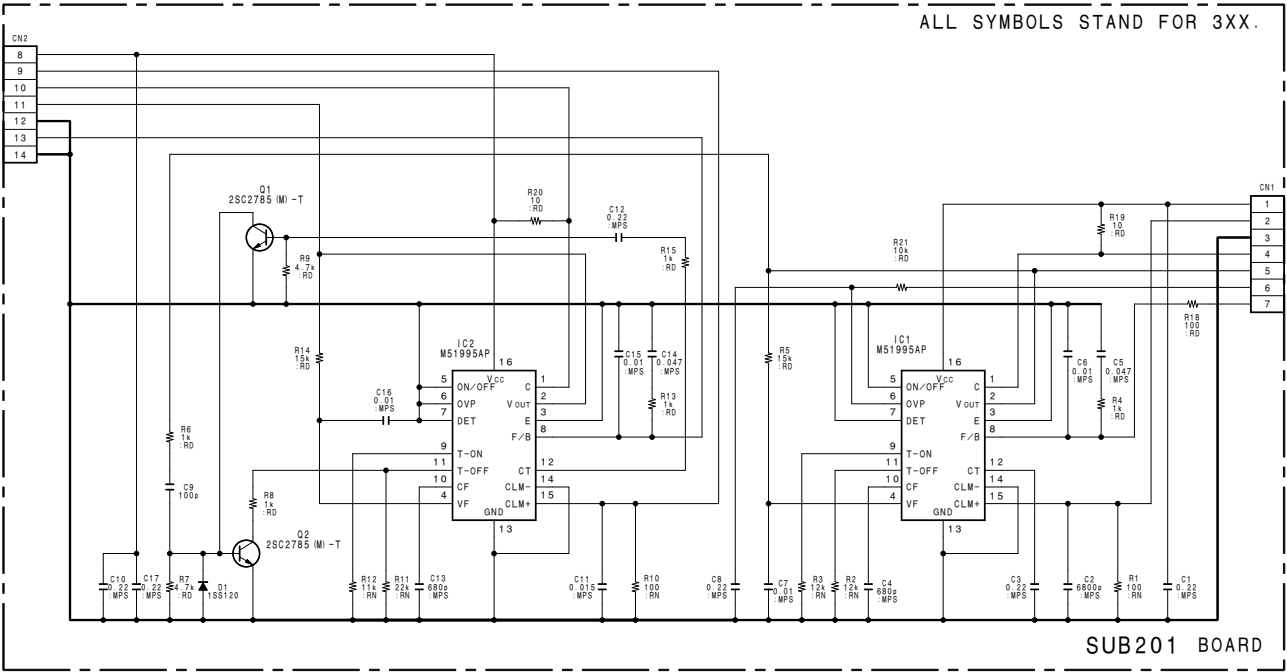 ALL SYMBOLS STAND FOR 3XX.
CN2
8
9
10
11
12
13
14
CN1
1
2
3
4
5
6
7
Q1
2SC2785 (M) -T
R20
10
:RD
C12
0.22
:MPS
R15
1k
:RD
R9
4.7k
:RD
R21
10k
:RD
R19
10
:RD
R18
100
:RD
R14
15k
:RD
C16
0.01
:MPS
IC2
M51995AP
16
VCC
5
ON/OFF
C
1
6
OVP
VOUT
2
7
DET
E
3
F/B
8
9
T-ON
11
T-OFF
CT
12
10
CF
CLM-
14
4
VF
CLM+
15
GND
13
C15
0.01
:MPS
C14
0.047
:MPS
R13
1k
:RD
R5
15k
:RD
IC1
M51995AP
16
VCC
5
ON/OFF
C
1
6
OVP
VOUT
2
7
DET
E
3
F/B
8
9
T-ON
11
T-OFF
CT
12
10
CF
CLM-
14
4
VF
CLM+
15
GND
13
C6
0.01
:MPS
C5
0.047
:MPS
R4
1k
:RD
R6
1k
:RD
C9
100p
R8
1k
:RD
Q2
2SC2785 (M) -T
C10
0.22
:MPS
C17
0.22
:MPS
R7
4.7k
:RD
D1
1SS120
R12
11k
:RN
R11
22k
:RN
C13
680p
:MPS
C11
0.015
:MPS
R10
100
:RD
C8
0.22
:MPS
C7
0.01
:MPS
R3
12k
:RN
R2
12k
:RN
C4
680p
:MPS
C3
0.22
:MPS
C2
6800p
:MPS
R1
100
:RN
C1
0.22
:MPS
SUB201 BOARD